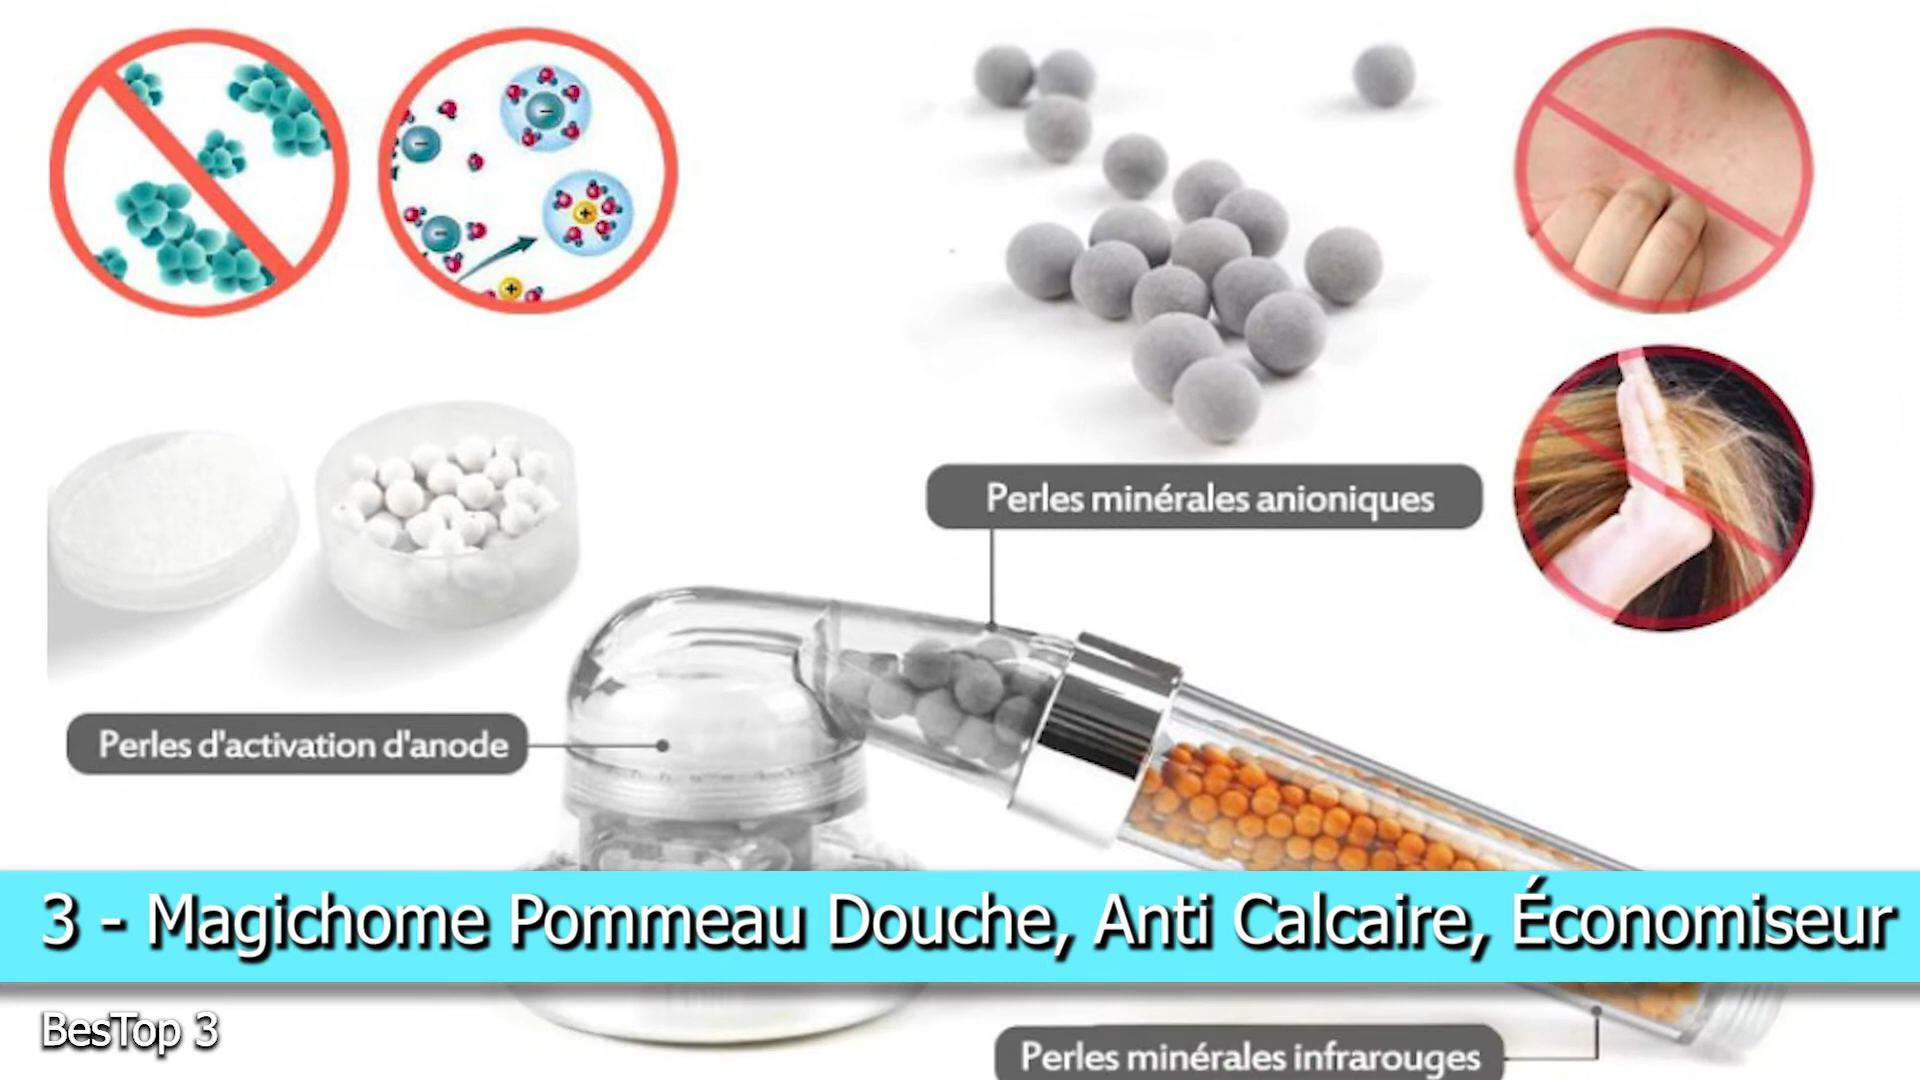 Perles minérales anioniques
Perles d'activation d'anode
3 - Magichome Pommeau Douche, Anti Calcaire, Économiseur
BesTop 3
Perles minérales infrarouges